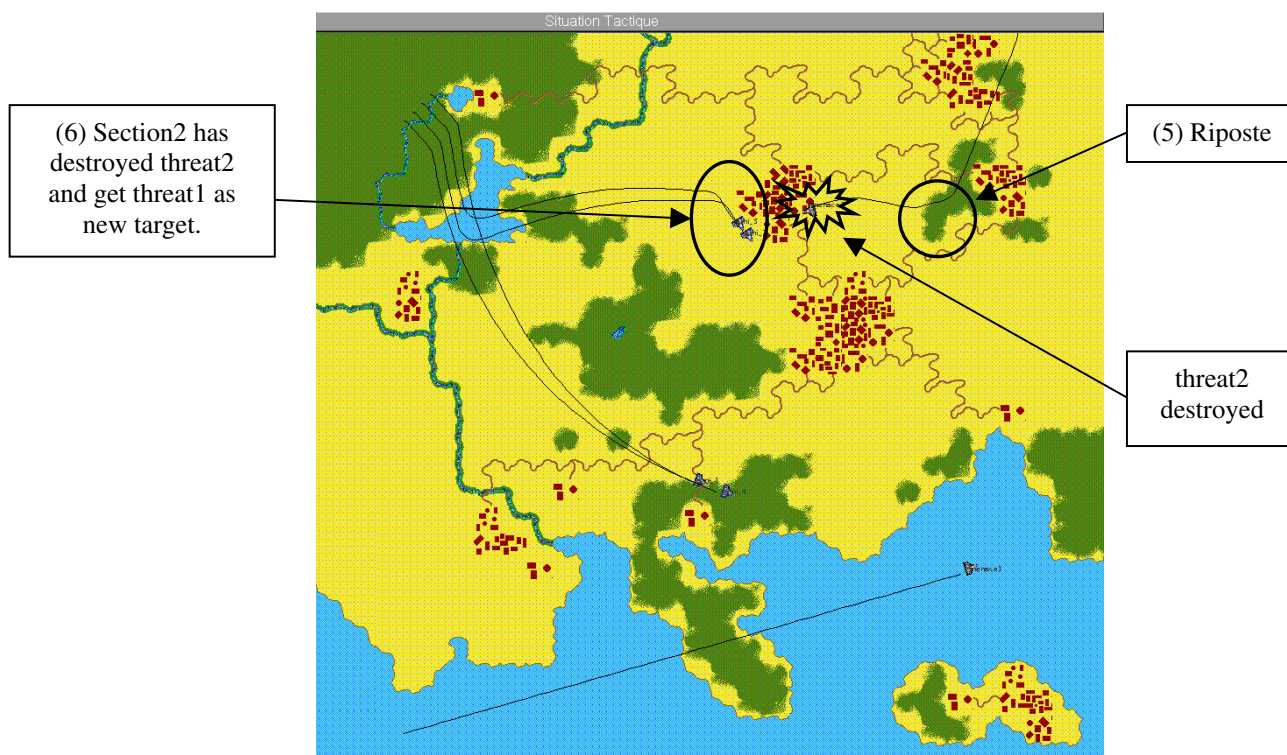 Situation Tactique
(6) Section2 has
destroyed threat2
and get threat1 as
new target.
(5) Riposte
threat2
destroyed